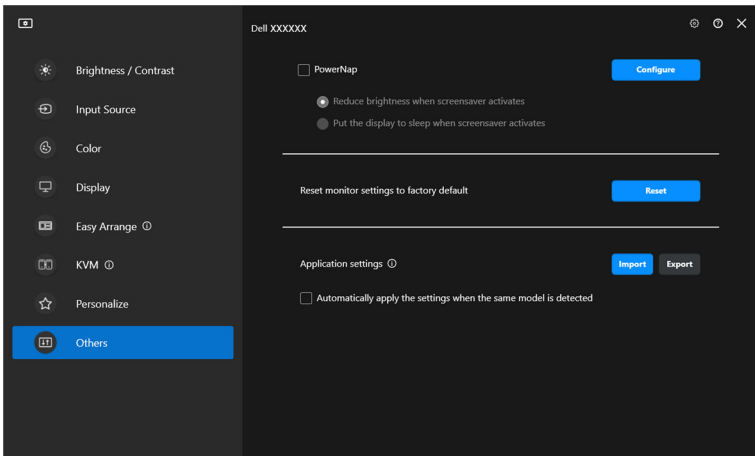 Dell XXXXXX
Brightness / Contrast
Input Source
Color
Display
Easy Arrange
KVM
Personalize
Others
PowerNap
Configure
Reduce brightness when screensaver activates
Put the display to sleep when screensaver activates
Reset monitor settings to factory default
Reset
Application settings
Import
Export
Automatically apply the settings when the same model is detected